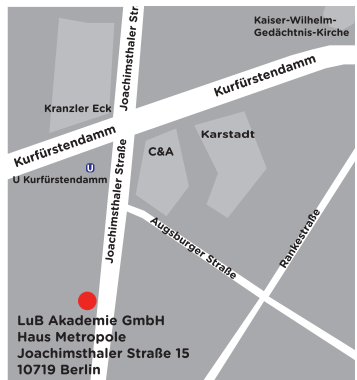 Joachimsthaler Str
Kaiser-Wilhelm-
Gedächtnis-Kirche
Kurfürstendamm
Kranzler Eck
Kurfürstendamm
Karstadt
C&A
U
U Kurfürstendamm
Joachimsthaler Straße
Augsburger Straße
Rankestraße
LuB Akademie GmbH
Haus Metropole
Joachimsthaler Straße 15
10719 Berlin